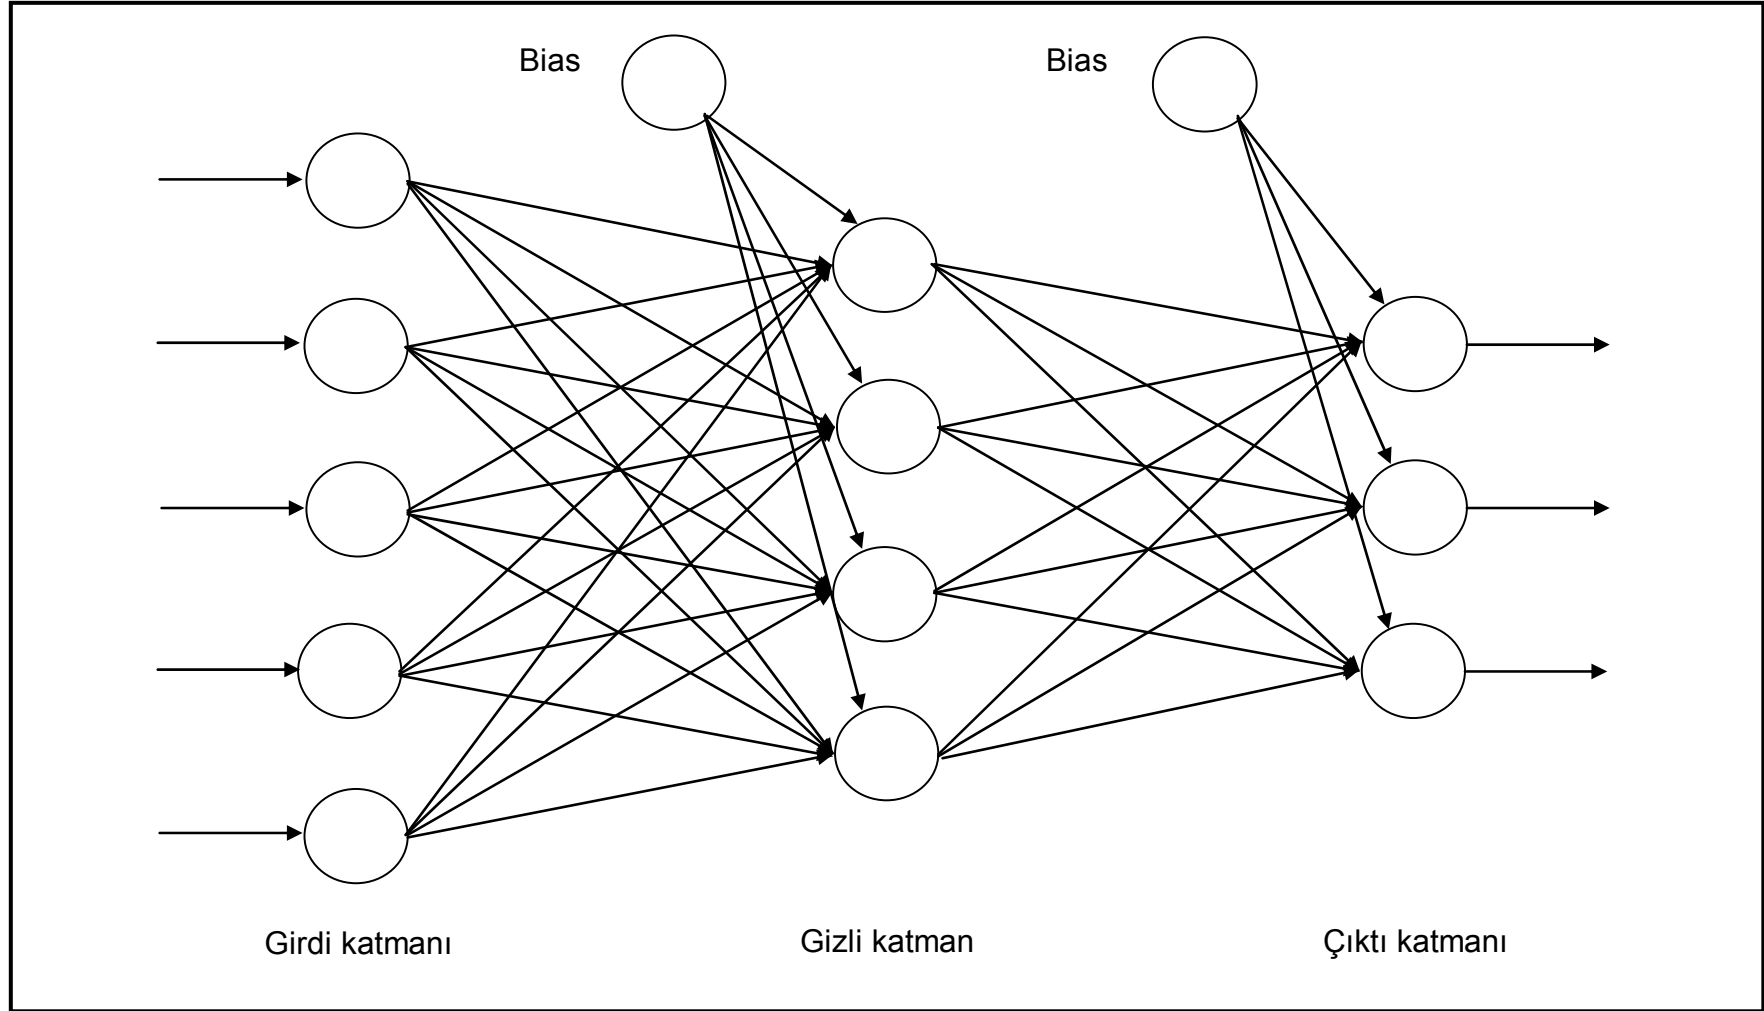 Bias
Bias
Girdi katmanı
Gizli katman
Çıktı katmanı